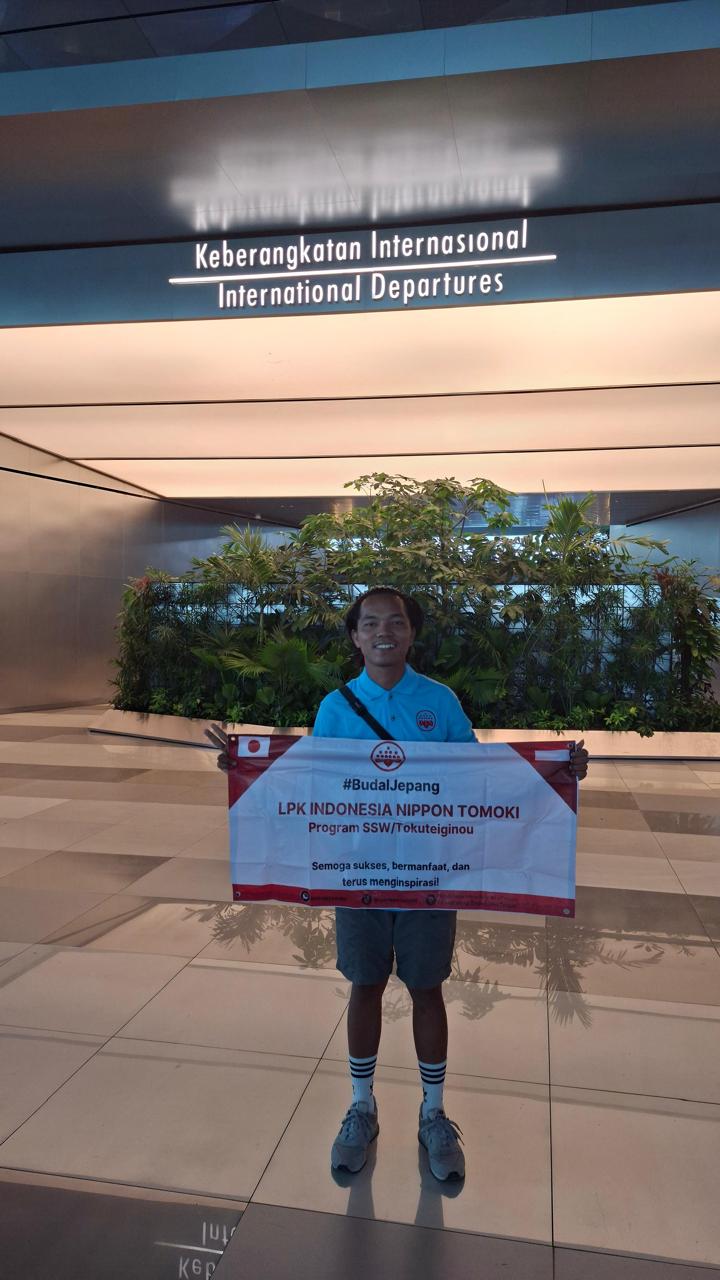 Keberangkatan Internasional
International Departures
#BudalJepang
LPK INDONESIA NIPPON TOMOKI
Program SSW/Tokuteiginou
Semoga sukses, bermanfaat, dan
terus menginspirasi!